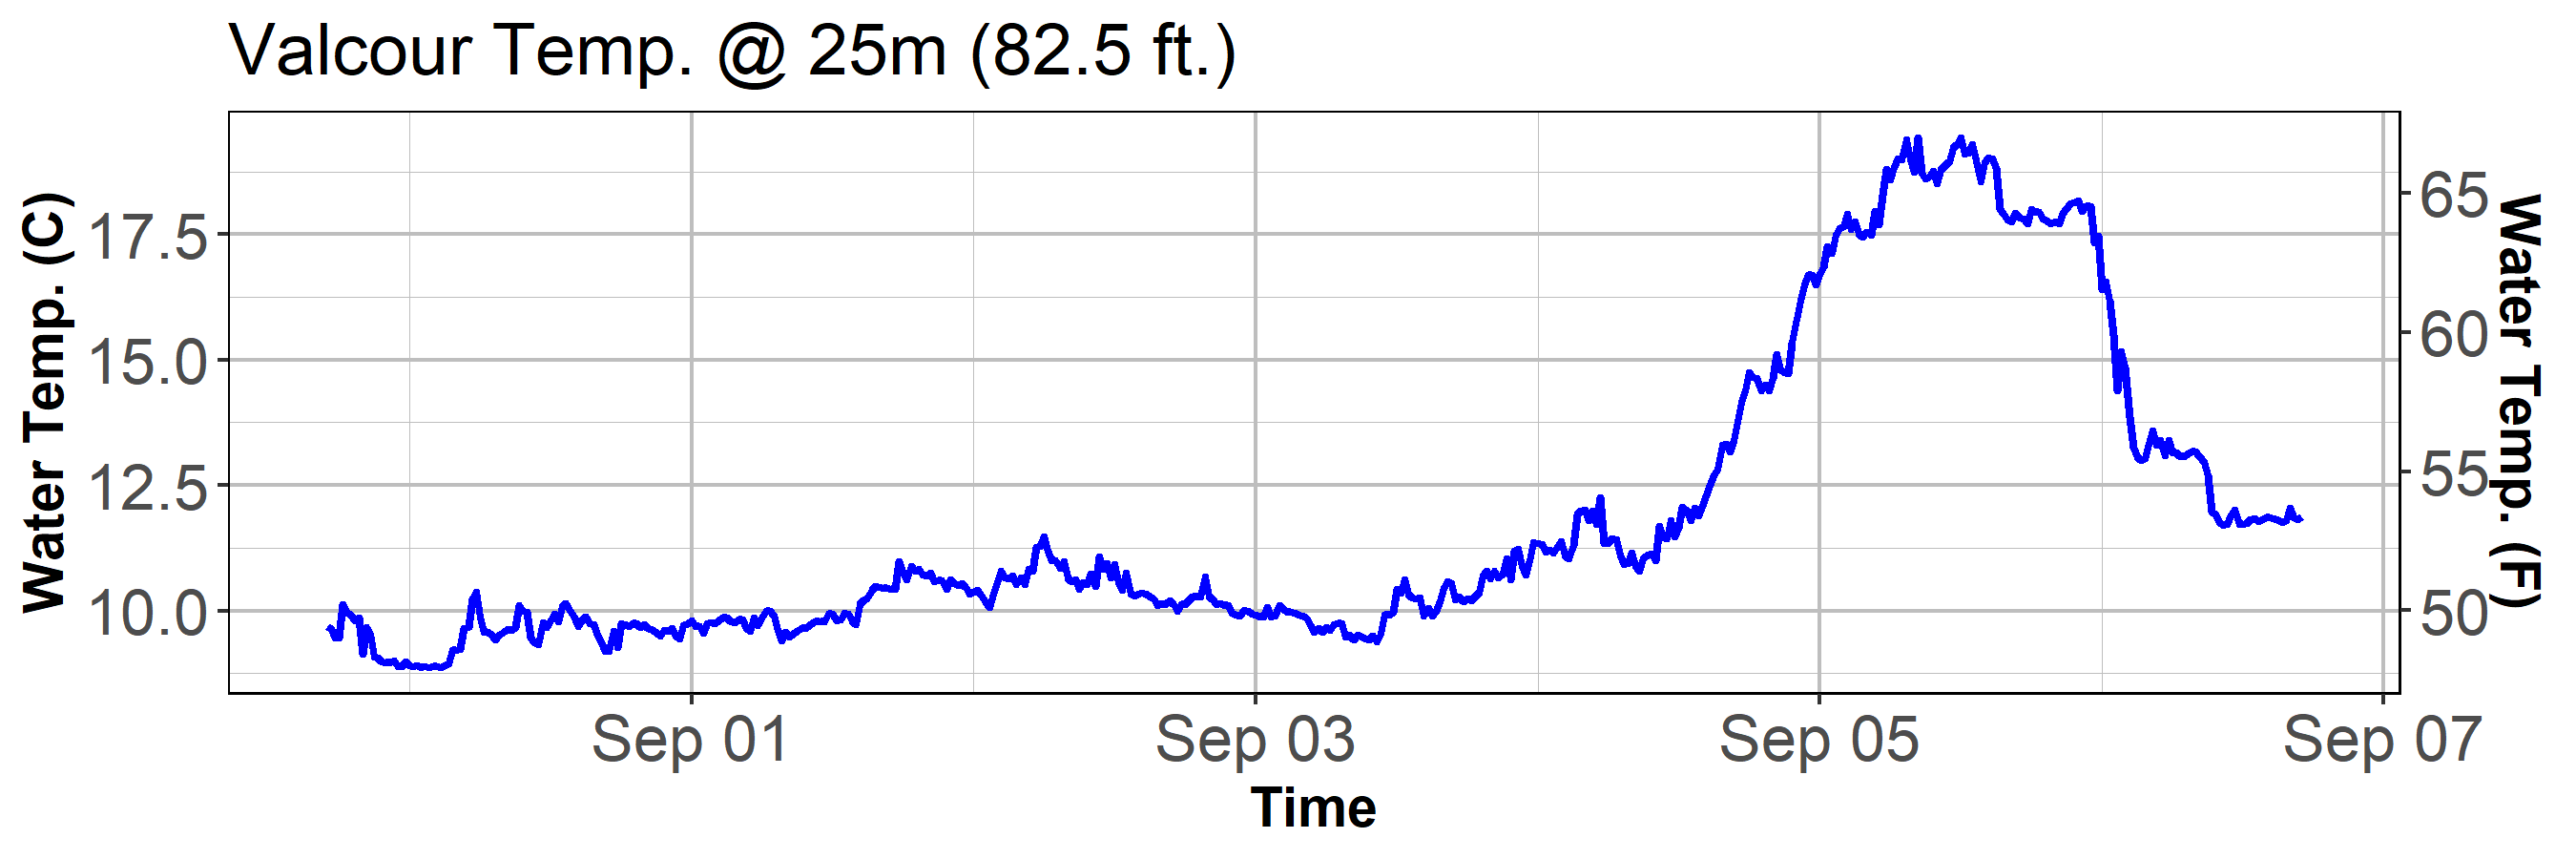 Valcour Temp. @ 25m (82.5 ft.)
Water Temp. (C)
17.5
15.0
12.5
10.0
65
60
55
50
Water Temp. (F)
Sep 01 Sep 03 Sep 05 Sep 07
Time